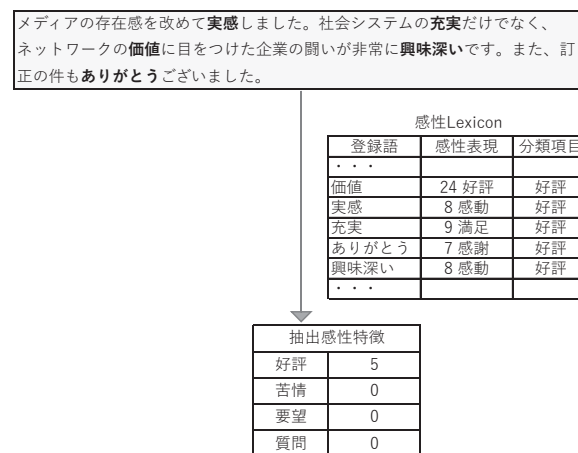 メディアの存在感を改めて実感しました。社会システムの充実だけでなく、
ネットワークの価値に目をつけた企業の闘いが非常に興味深いです。また、訂
正の件もありがとうございました。
感性Lexicon
登録語 感性表現 分類項目
・・・
価値 24 好評 好評
実感 8 感動 好評
充実 9 満足 好評
ありがとう 7 感謝 好評
興味深い 8 感動 好評
・・・
抽出感性特徴
好評 5
苦情 0
要望 0
質問 0